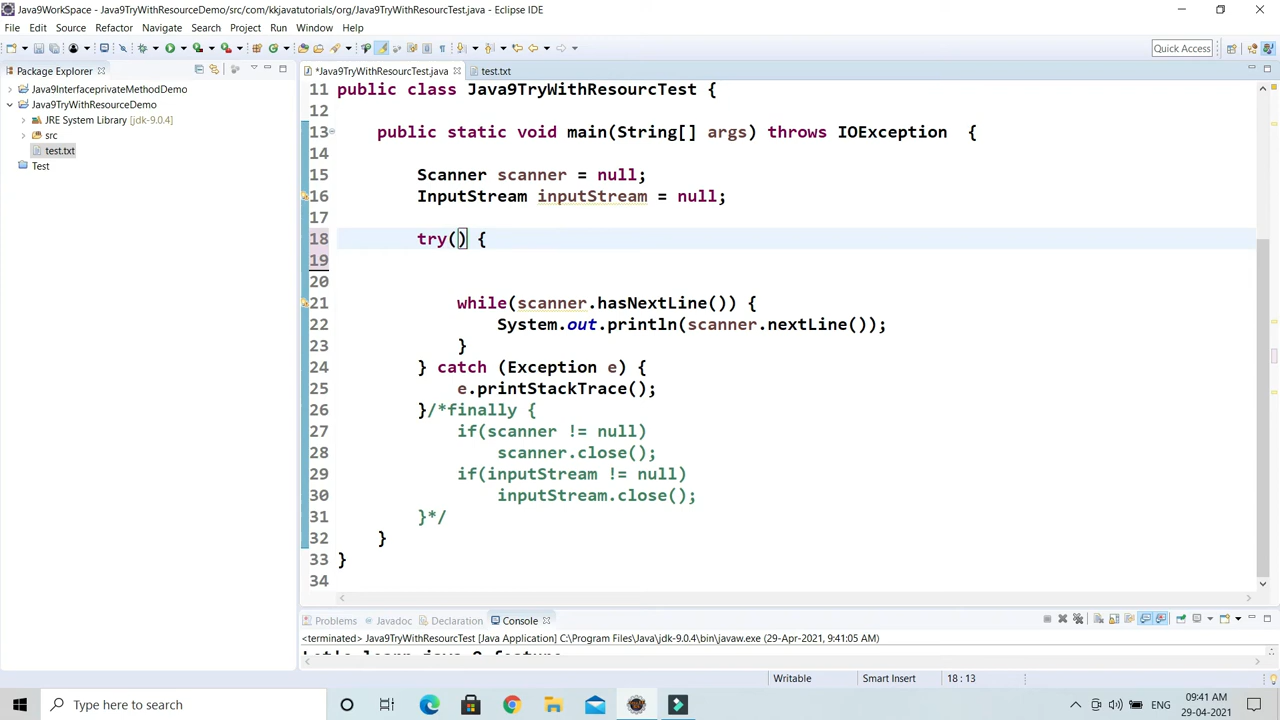 Java9WorkSpace - Java9TryWithResourceDemo/src/com/kkjavatutorials/org/Java9TryWithResourcTest.java - Eclipse IDE
File Edit Source Refactor Navigate Search Project Run Window Help
Quick Access
Package Explorer
*Java9TryWithResourcTest.java
test.txt
Java9InterfaceprivateMethodDemo
Java9TryWithResourceDemo
JRE System Library [jdk-9.0.4]
src
test.txt
Test
11 public class Java9TryWithResourcTest {
12
13 public static void main(String[] args) throws IOException {
14
15 Scanner scanner = null;
16 InputStream inputStream = null;
17
18 try() {
19
20
21 while(scanner.hasNextLine()) {
22 System.out.println(scanner.nextLine());
23 }
24 } catch (Exception e) {
25 e.printStackTrace();
26 }/*finally {
27 if(scanner != null)
28 scanner.close();
29 if(inputStream != null)
30 inputStream.close();
31 }*/
32 }
33 }
34
Problems Javadoc Declaration Console
<terminated> Java9TryWithResourcTest [Java Application] C:\Program Files\Java\jdk-9.0.4\bin\javaw.exe (29-Apr-2021, 9:41:05 AM)
Let's learn java 9 feature
Writable Smart Insert 18 : 13
Type here to search
ENG
09:41 AM
29-04-2021